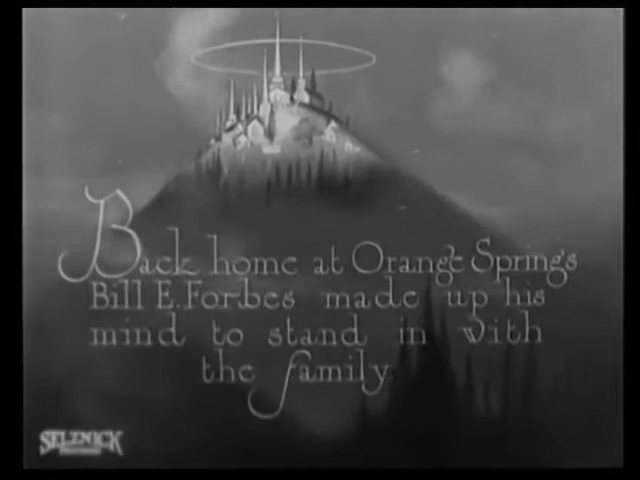 Back home at Orange Springs
Bill E. Forbes made up his
mind to stand in with
the family.
SELZNICK